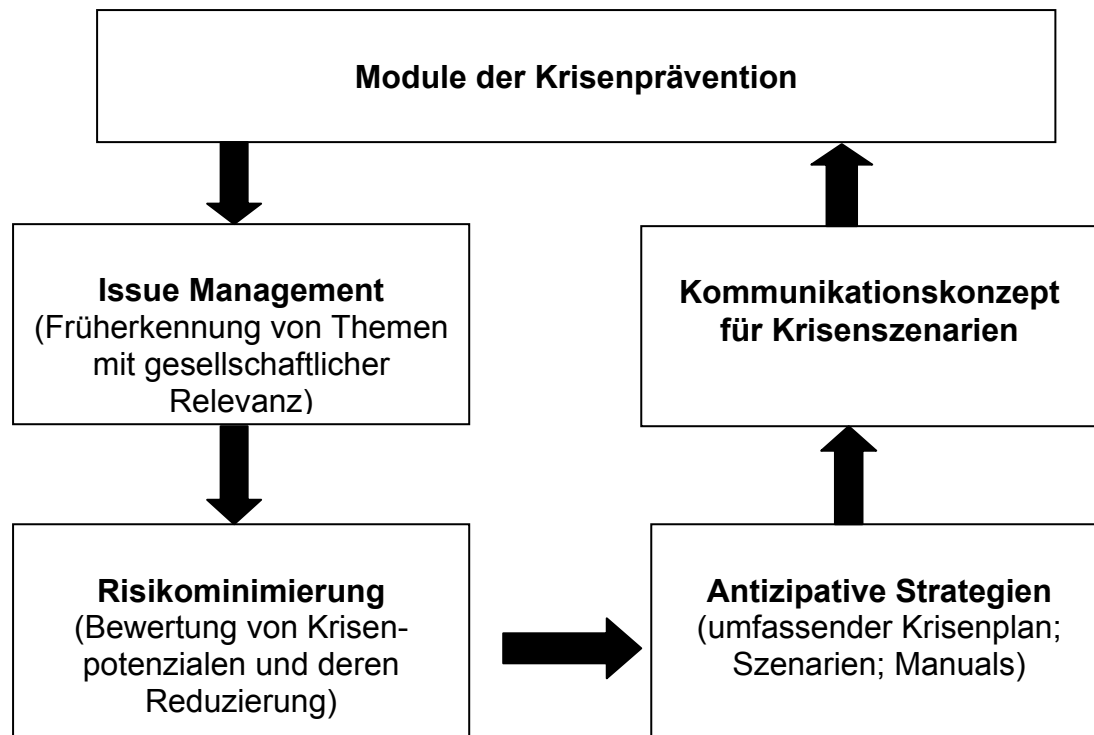 Module der Krisenprävention
Issue Management
(Früherkennung von Themen
mit gesellschaftlicher
Relevanz)
Risikominimierung
(Bewertung von Krisen-
potenzialen und deren
Reduzierung)
Antizipative Strategien
(umfassender Krisenplan;
Szenarien; Manuals)
Kommunikationskonzept
für Krisenszenarien